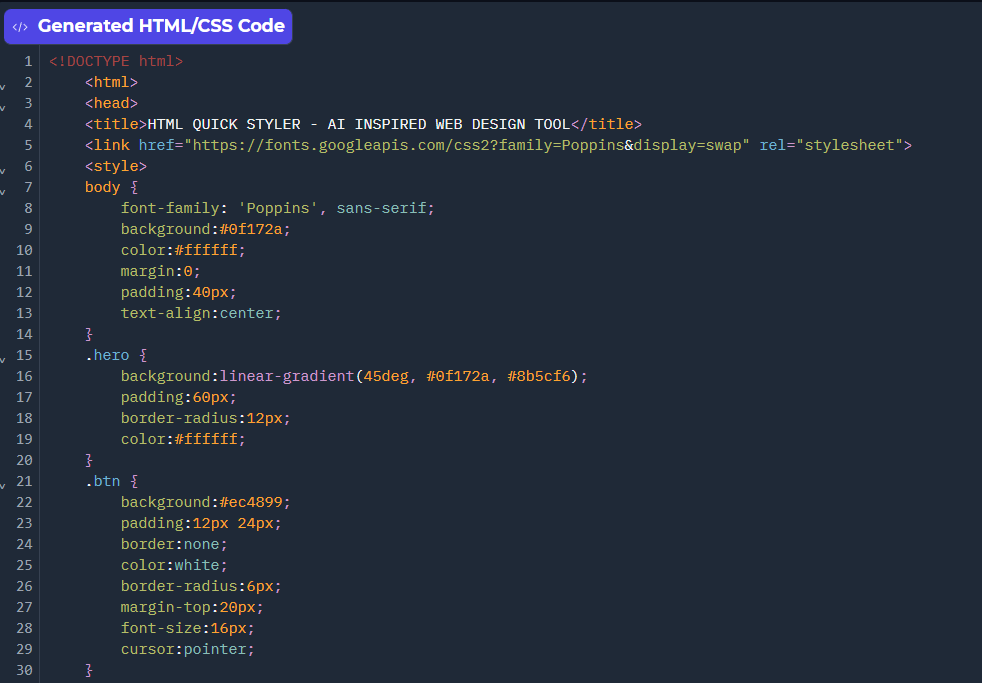 </> Generated HTML/CSS Code
1 <!DOCTYPE html>
2 <html>
3 <head>
4 <title>HTML QUICK STYLER - AI INSPIRED WEB DESIGN TOOL</title>
5 <link href="https://fonts.googleapis.com/css2?family=Poppins&display=swap" rel="stylesheet">
6 <style>
7 body {
8 font-family: 'Poppins', sans-serif;
9 background:#0f172a;
10 color:#ffffff;
11 margin:0;
12 padding:40px;
13 text-align:center;
14 }
15 .hero {
16 background:linear-gradient(45deg, #0f172a, #8b5cf6);
17 padding:60px;
18 border-radius:12px;
19 color:#ffffff;
20 }
21 .btn {
22 background:#ec4899;
23 padding:12px 24px;
24 border:none;
25 color:white;
26 border-radius:6px;
27 margin-top:20px;
28 font-size:16px;
29 cursor:pointer;
30 }